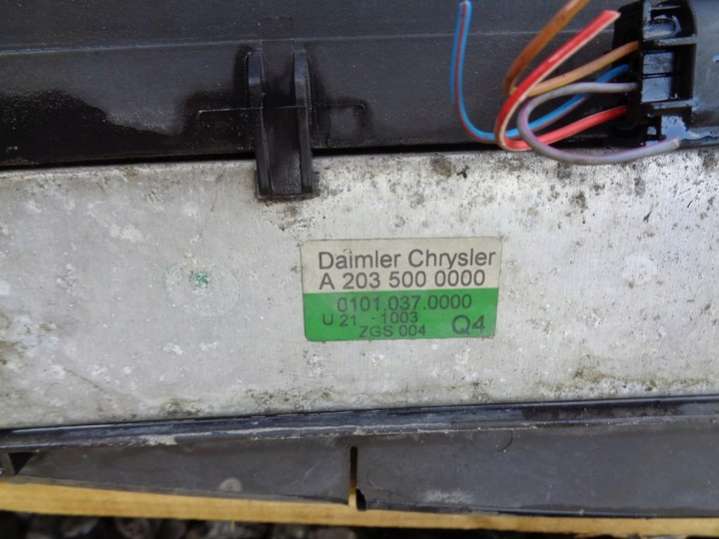 Daimler Chrysler
A 203 500 0000
0101.037.0000
U 21 - 1003
ZGS 004 Q4